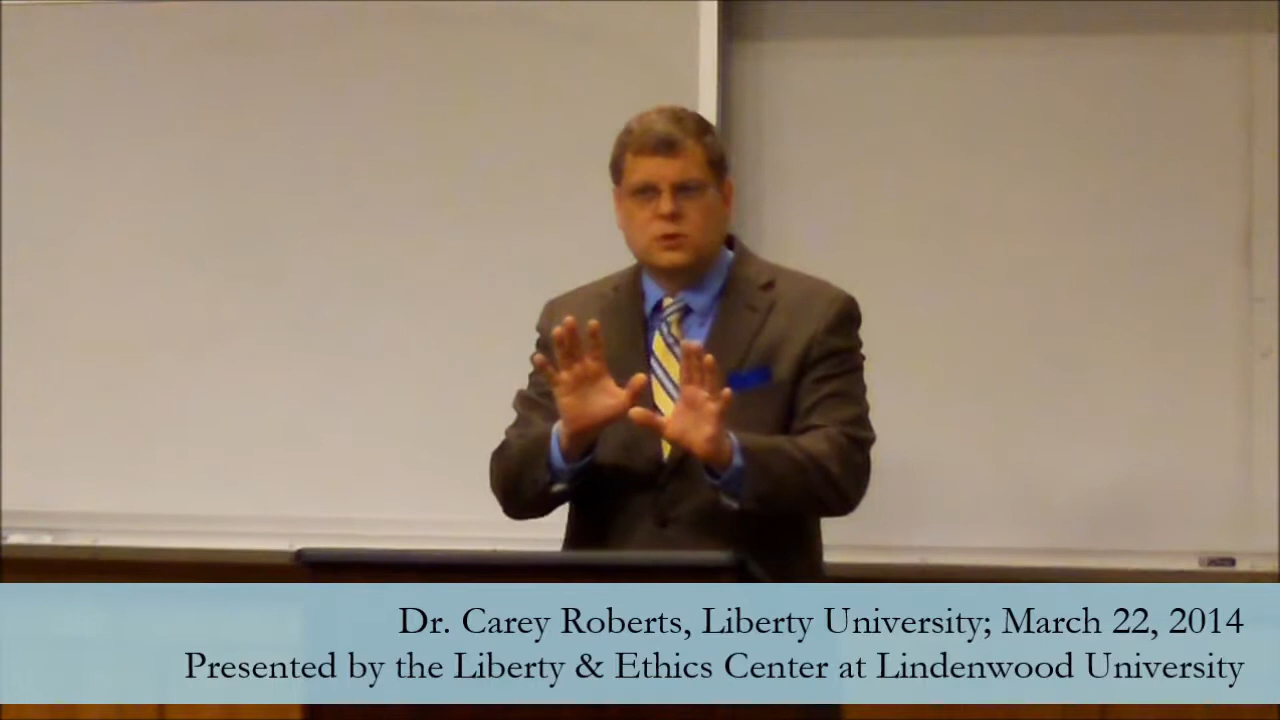 Dr. Carey Roberts, Liberty University; March 22, 2014
Presented by the Liberty & Ethics Center at Lindenwood University